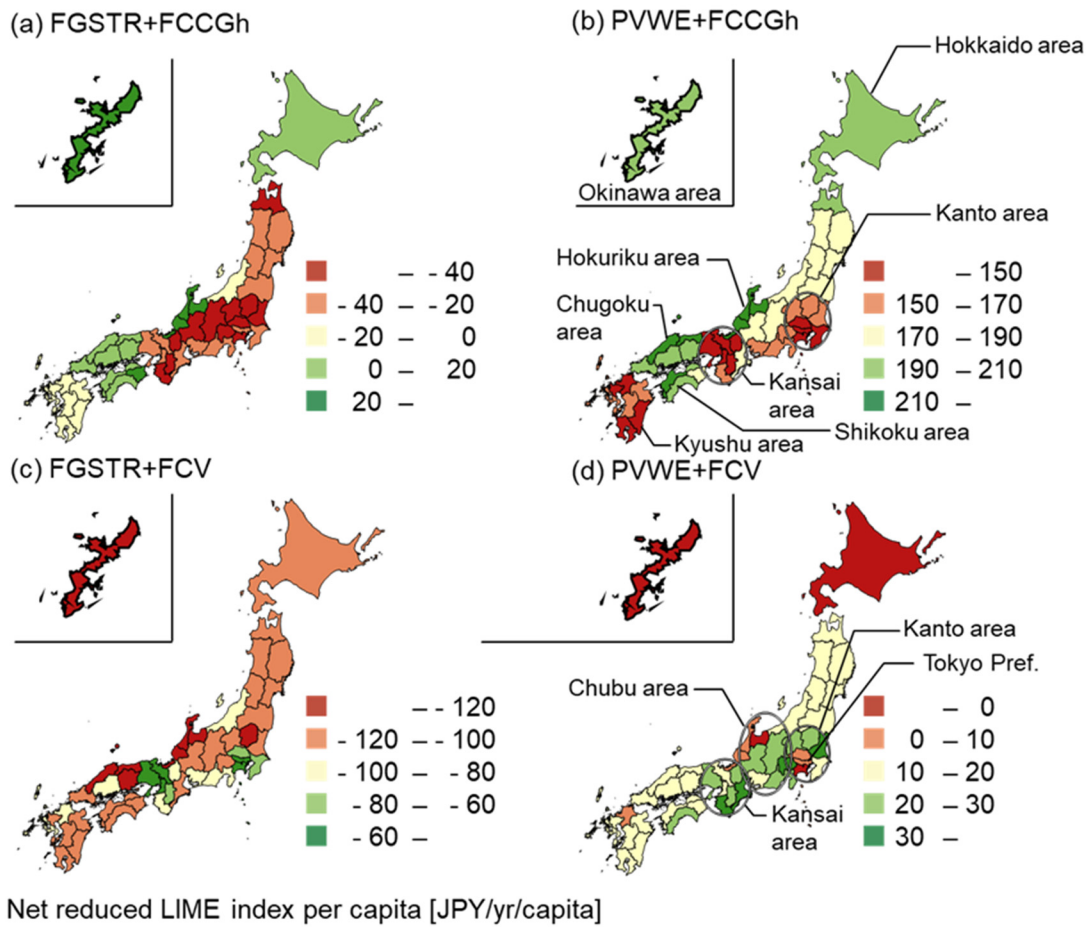 (a) FGSTR+FCCGh
– - 40
- 40 – - 20
- 20 – 0
0 – 20
20 –
(b) PVWE+FCCGh
Hokkaido area
Okinawa area
Kanto area
Hokuriku area
Chugoku
area
– 150
150 – 170
170 – 190
190 – 210
210 –
Kansai
area
Shikoku area
Kyushu area
(c) FGSTR+FCV
– - 120
- 120 – - 100
- 100 – - 80
- 80 – - 60
- 60 –
(d) PVWE+FCV
Kanto area
Tokyo Pref.
Chubu area
– 0
0 – 10
10 – 20
20 – 30
30 –
Kansai
area
Net reduced LIME index per capita [JPY/yr/capita]